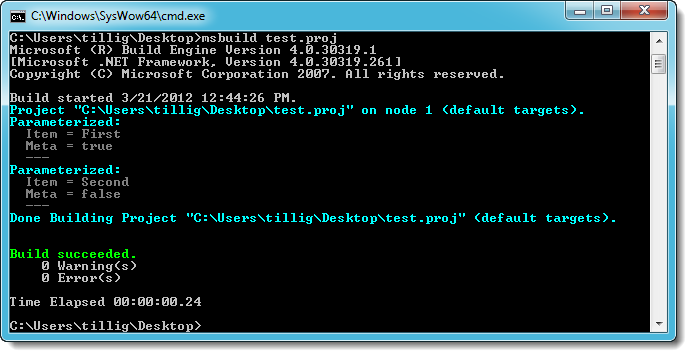 C:\Windows\SysWow64\cmd.exe
C:\Users\tillig\Desktop>msbuild test.proj
Microsoft (R) Build Engine Version 4.0.30319.1
[Microsoft .NET Framework, Version 4.0.30319.261]
Copyright (C) Microsoft Corporation 2007. All rights reserved.
Build started 3/21/2012 12:44:26 PM.
Project "C:\Users\tillig\Desktop\test.proj" on node 1 (default targets).
Parameterized:
  Item = First
  Meta = true
  ---
Parameterized:
  Item = Second
  Meta = false
  ---
Done Building Project "C:\Users\tillig\Desktop\test.proj" (default targets).
Build succeeded.
    0 Warning(s)
    0 Error(s)
Time Elapsed 00:00:00.24
C:\Users\tillig\Desktop>